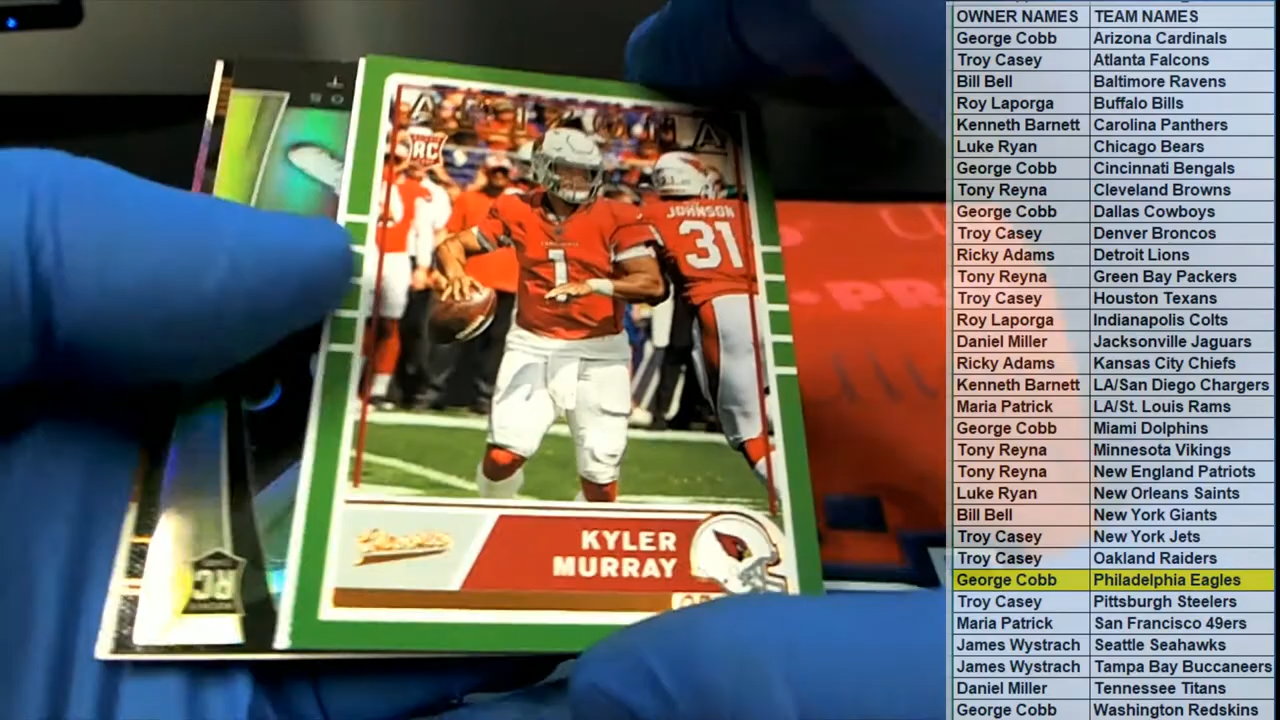 RC
JOHNSON
31
1
KYLER
MURRAY
RC
OWNER NAMES TEAM NAMES
George Cobb Arizona Cardinals
Troy Casey Atlanta Falcons
Bill Bell Baltimore Ravens
Roy Laporga Buffalo Bills
Kenneth Barnett Carolina Panthers
Luke Ryan Chicago Bears
George Cobb Cincinnati Bengals
Tony Reyna Cleveland Browns
George Cobb Dallas Cowboys
Troy Casey Denver Broncos
Ricky Adams Detroit Lions
Tony Reyna Green Bay Packers
Troy Casey Houston Texans
Roy Laporga Indianapolis Colts
Daniel Miller Jacksonville Jaguars
Ricky Adams Kansas City Chiefs
Kenneth Barnett LA/San Diego Chargers
Maria Patrick LA/St. Louis Rams
George Cobb Miami Dolphins
Tony Reyna Minnesota Vikings
Tony Reyna New England Patriots
Luke Ryan New Orleans Saints
Bill Bell New York Giants
Troy Casey New York Jets
Troy Casey Oakland Raiders
George Cobb Philadelphia Eagles
Troy Casey Pittsburgh Steelers
Maria Patrick San Francisco 49ers
James Wystrach Seattle Seahawks
James Wystrach Tampa Bay Buccaneers
Daniel Miller Tennessee Titans
George Cobb Washington Redskins